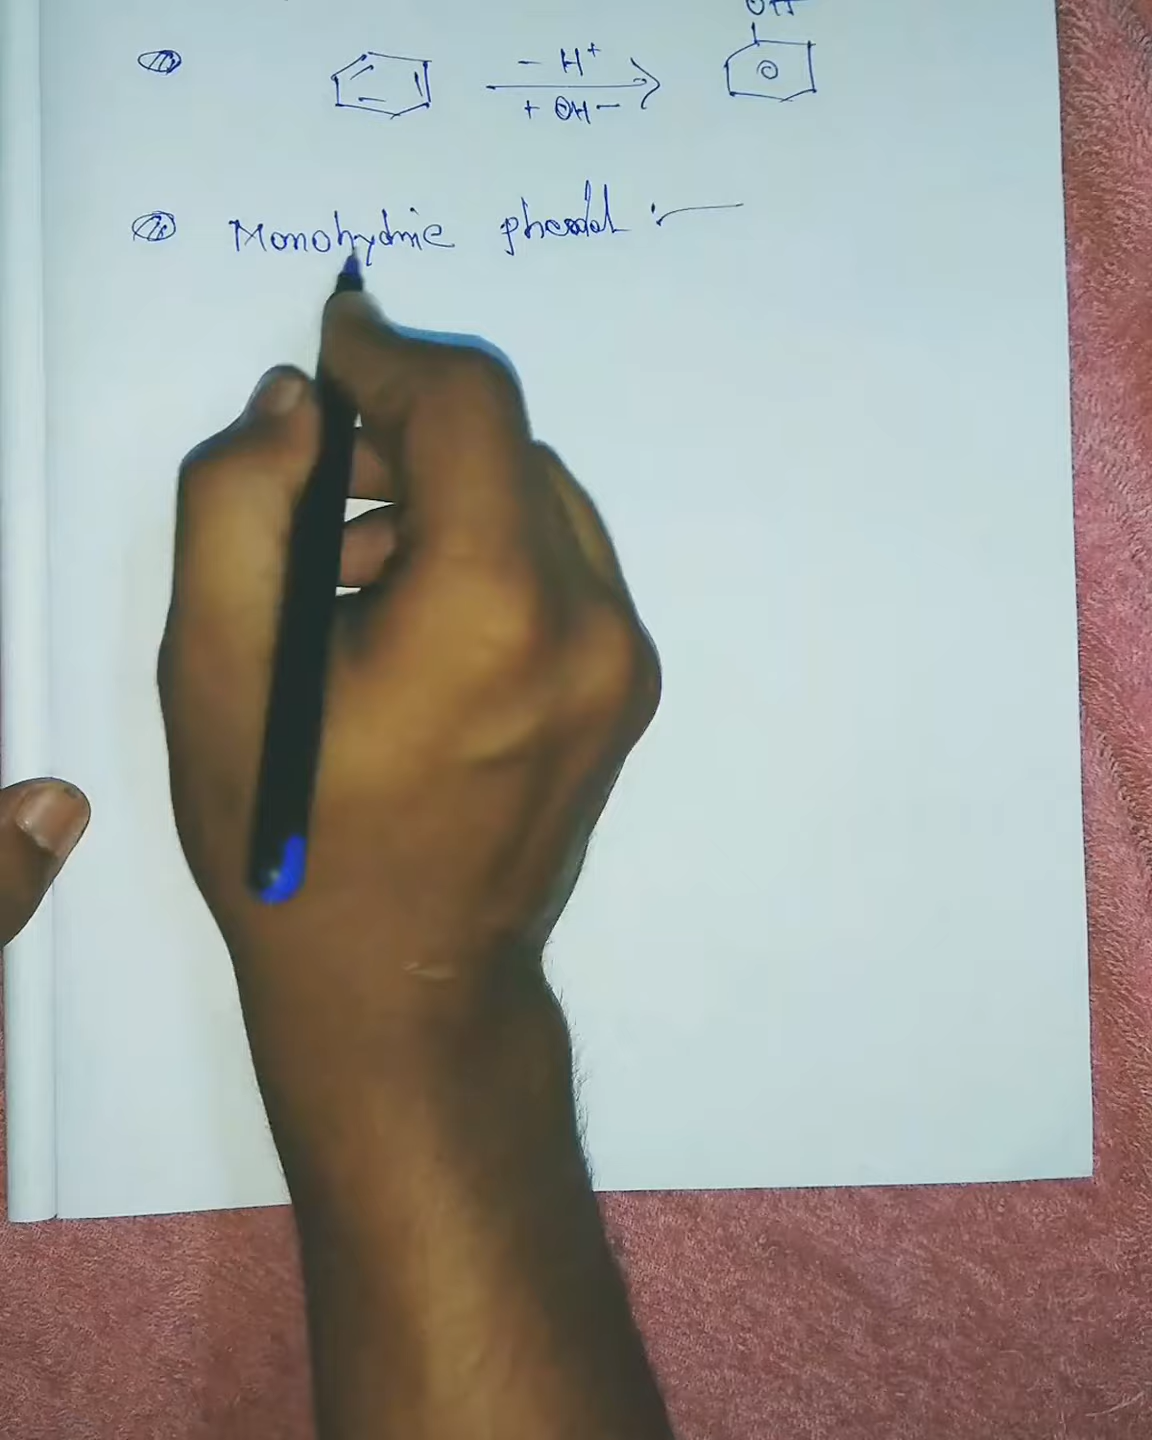 OH
- H⁺
+ OH-
Monohydric phenol :-